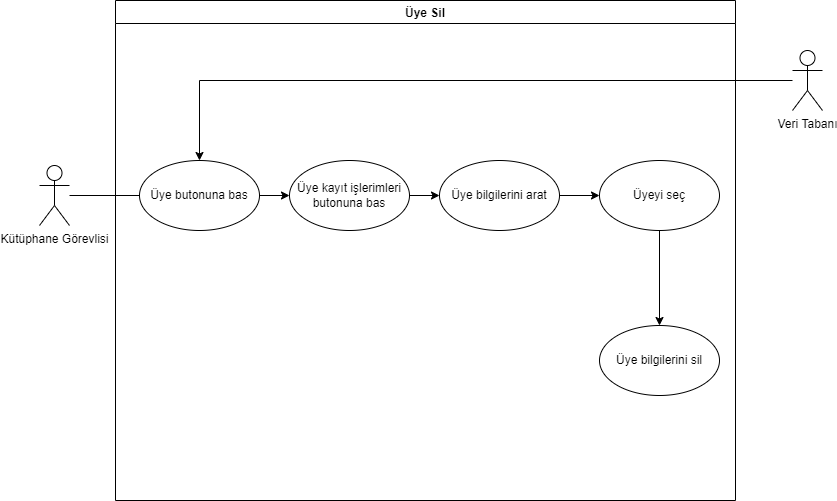 Üye Sil
Veri Tabanı
Kütüphane Görevlisi
Üye butonuna bas
Üye kayıt işlerimleri
butonuna bas
Üye bilgilerini arat
Üyeyi seç
Üye bilgilerini sil